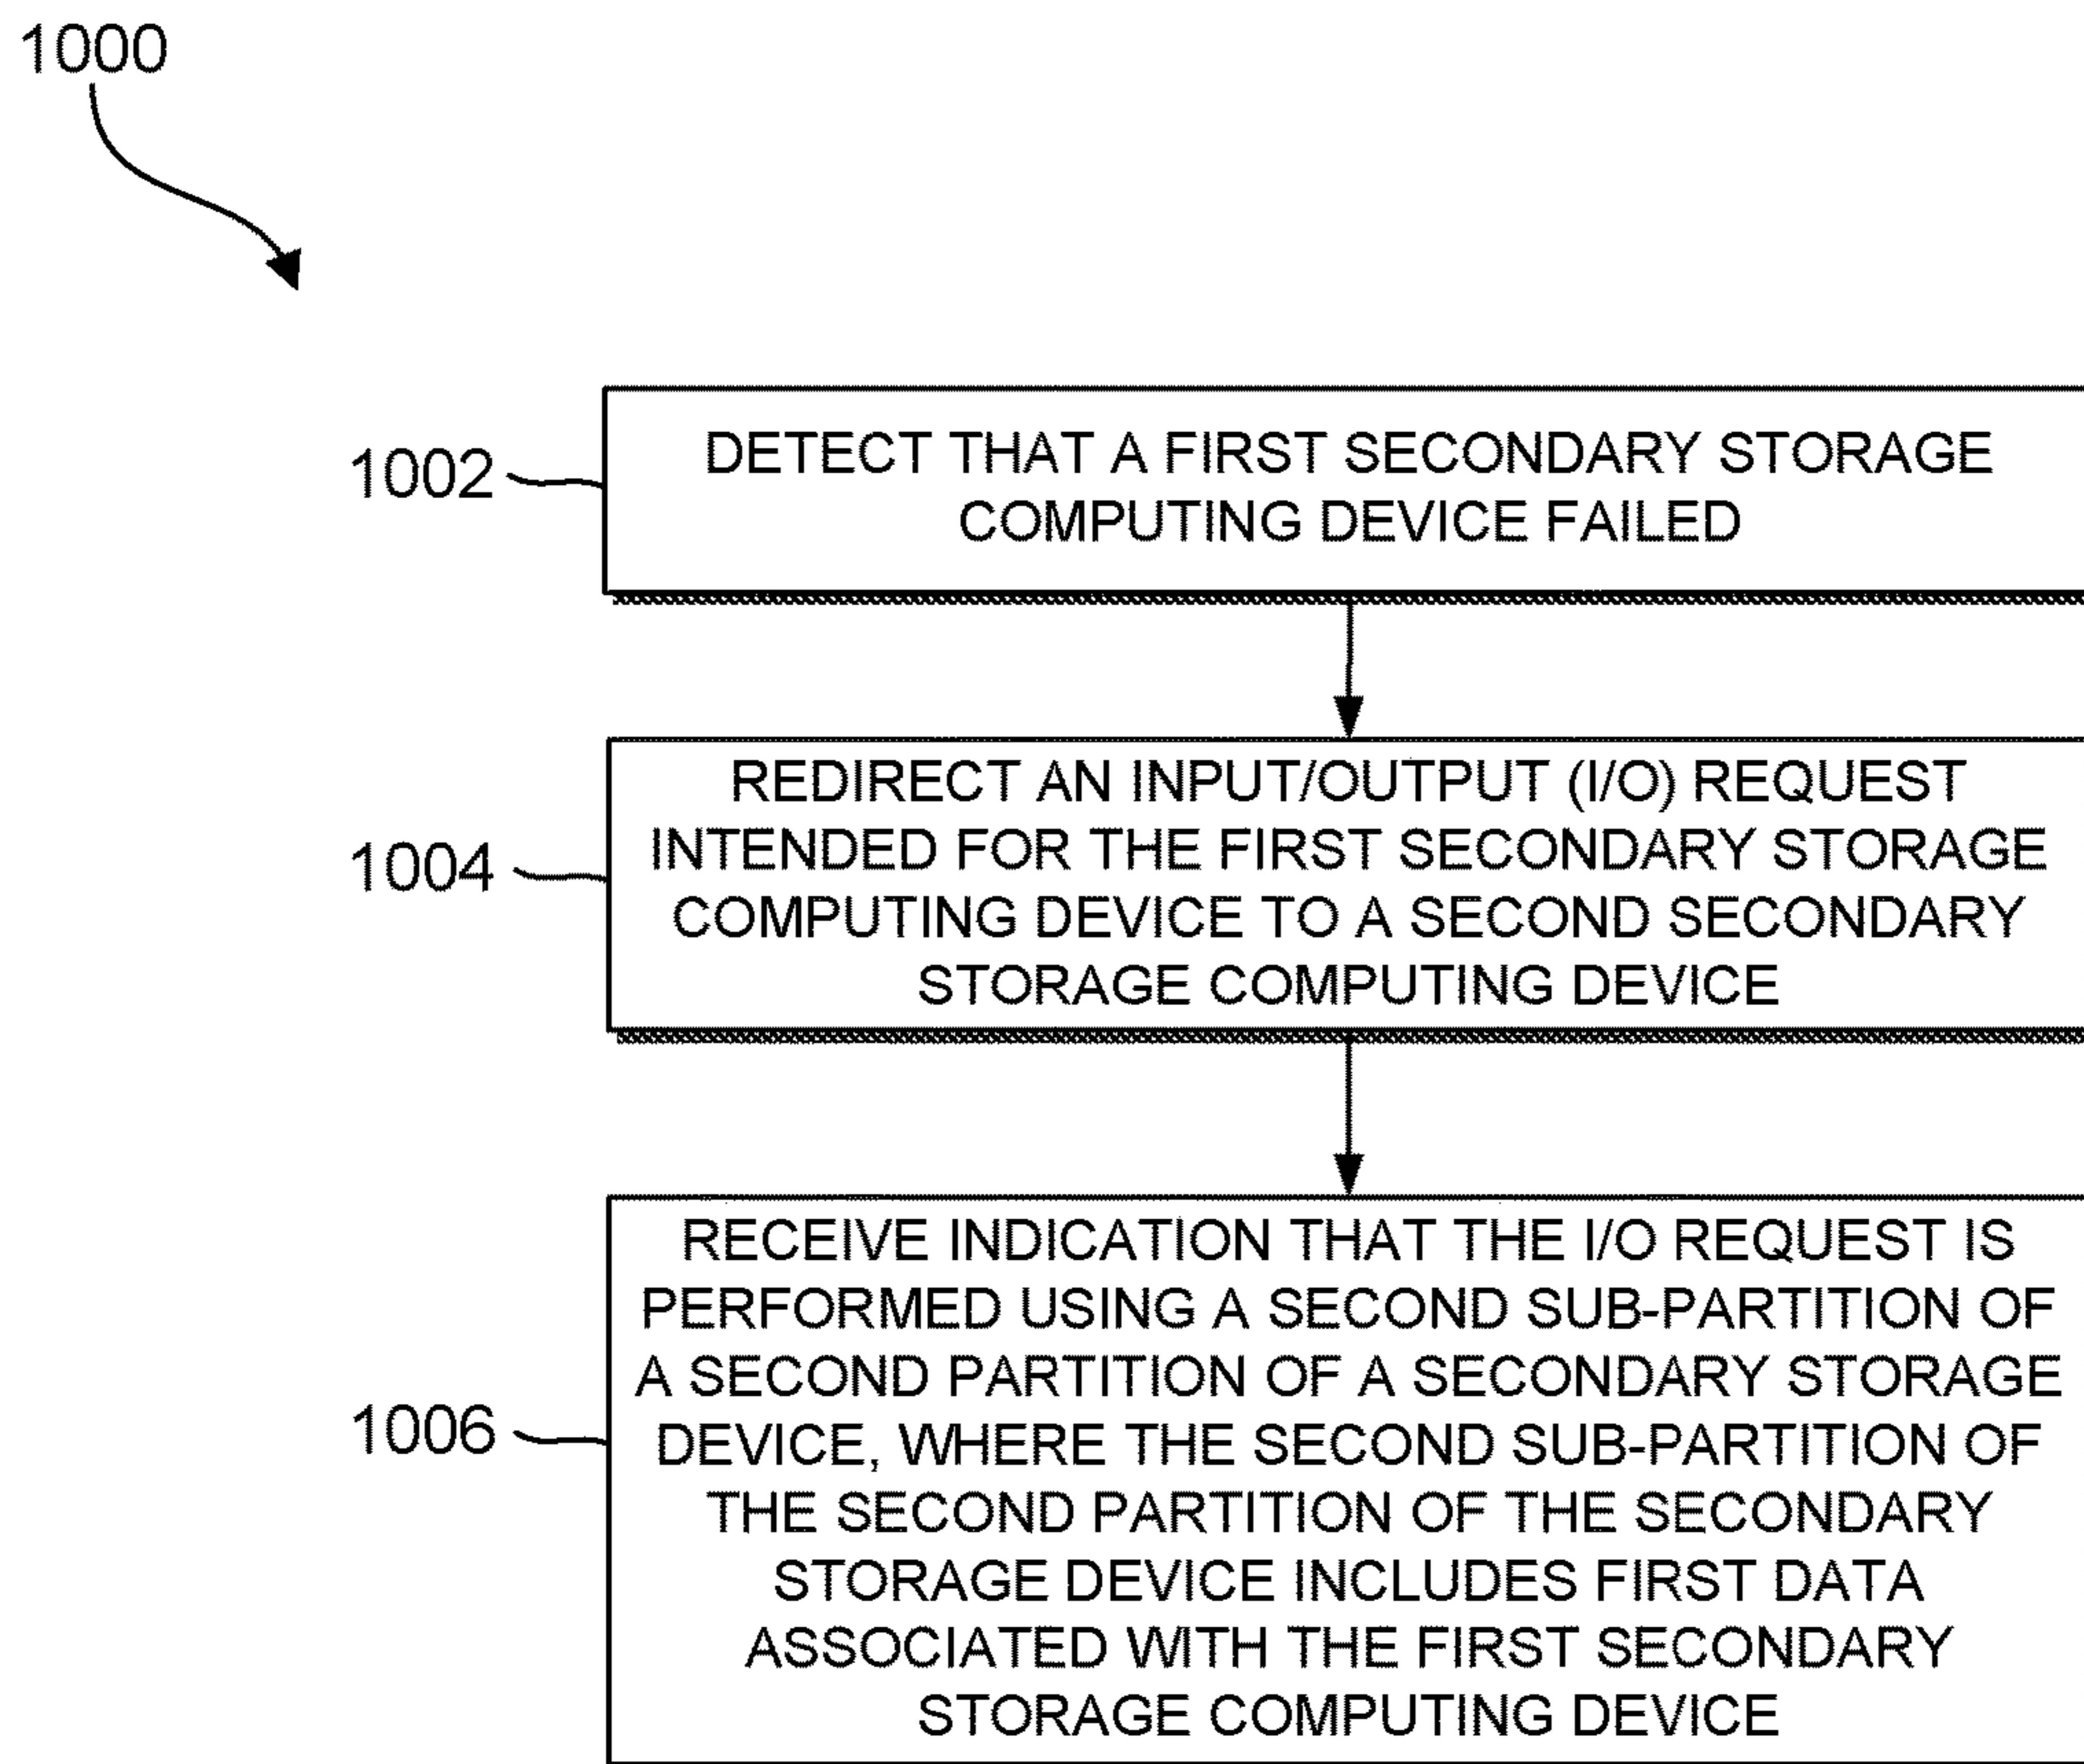 1000
1002
DETECT THAT A FIRST SECONDARY STORAGE
COMPUTING DEVICE FAILED
1004
REDIRECT AN INPUT/OUTPUT (I/O) REQUEST
INTENDED FOR THE FIRST SECONDARY STORAGE
COMPUTING DEVICE TO A SECOND SECONDARY
STORAGE COMPUTING DEVICE
1006
RECEIVE INDICATION THAT THE I/O REQUEST IS
PERFORMED USING A SECOND SUB-PARTITION OF
A SECOND PARTITION OF A SECONDARY STORAGE
DEVICE, WHERE THE SECOND SUB-PARTITION OF
THE SECOND PARTITION OF THE SECONDARY
STORAGE DEVICE INCLUDES FIRST DATA
ASSOCIATED WITH THE FIRST SECONDARY
STORAGE COMPUTING DEVICE